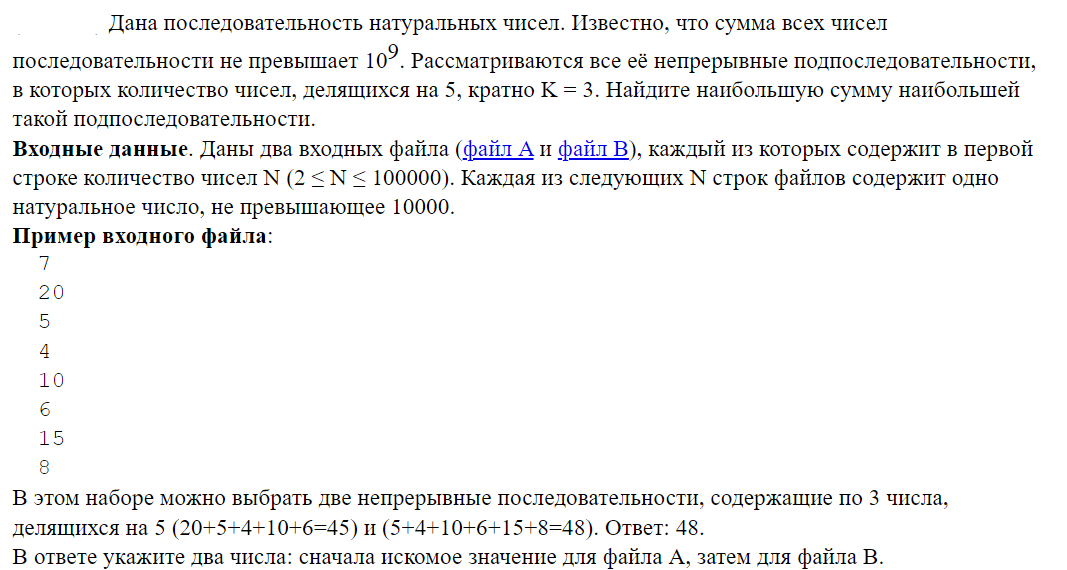 Дана последовательность натуральных чисел. Известно, что сумма всех чисел
последовательности не превышает 10⁹. Рассматриваются все её непрерывные подпоследовательности,
в которых количество чисел, делящихся на 5, кратно K = 3. Найдите наибольшую сумму наибольшей
такой подпоследовательности.
Входные данные. Даны два входных файла (файл A и файл B), каждый из которых содержит в первой
строке количество чисел N (2 ≤ N ≤ 100000). Каждая из следующих N строк файлов содержит одно
натуральное число, не превышающее 10000.
Пример входного файла:
7
20
5
4
10
6
15
8
В этом наборе можно выбрать две непрерывные последовательности, содержащие по 3 числа,
делящихся на 5 (20+5+4+10+6=45) и (5+4+10+6+15+8=48). Ответ: 48.
В ответе укажите два числа: сначала искомое значение для файла А, затем для файла B.